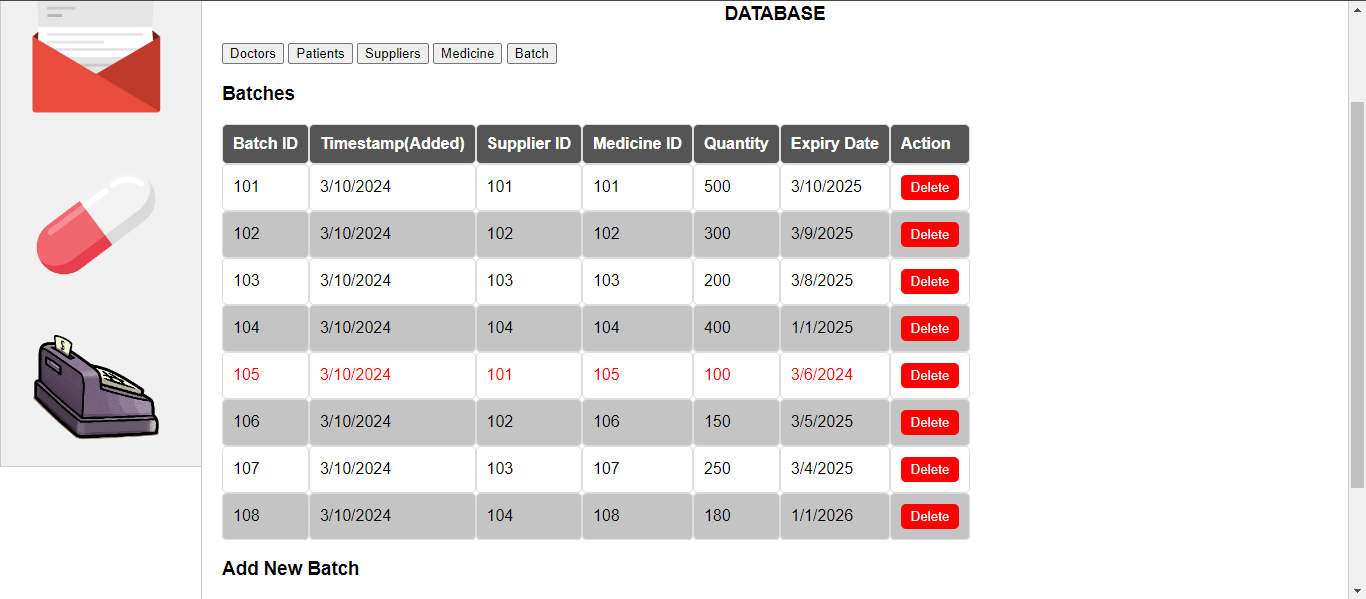 DATABASE
Doctors Patients Suppliers Medicine Batch
Batches
Batch ID Timestamp(Added) Supplier ID Medicine ID Quantity Expiry Date Action
101 3/10/2024 101 101 500 3/10/2025 Delete
102 3/10/2024 102 102 300 3/9/2025 Delete
103 3/10/2024 103 103 200 3/8/2025 Delete
104 3/10/2024 104 104 400 1/1/2025 Delete
105 3/10/2024 101 105 100 3/6/2024 Delete
106 3/10/2024 102 106 150 3/5/2025 Delete
107 3/10/2024 103 107 250 3/4/2025 Delete
108 3/10/2024 104 108 180 1/1/2026 Delete
Add New Batch
$